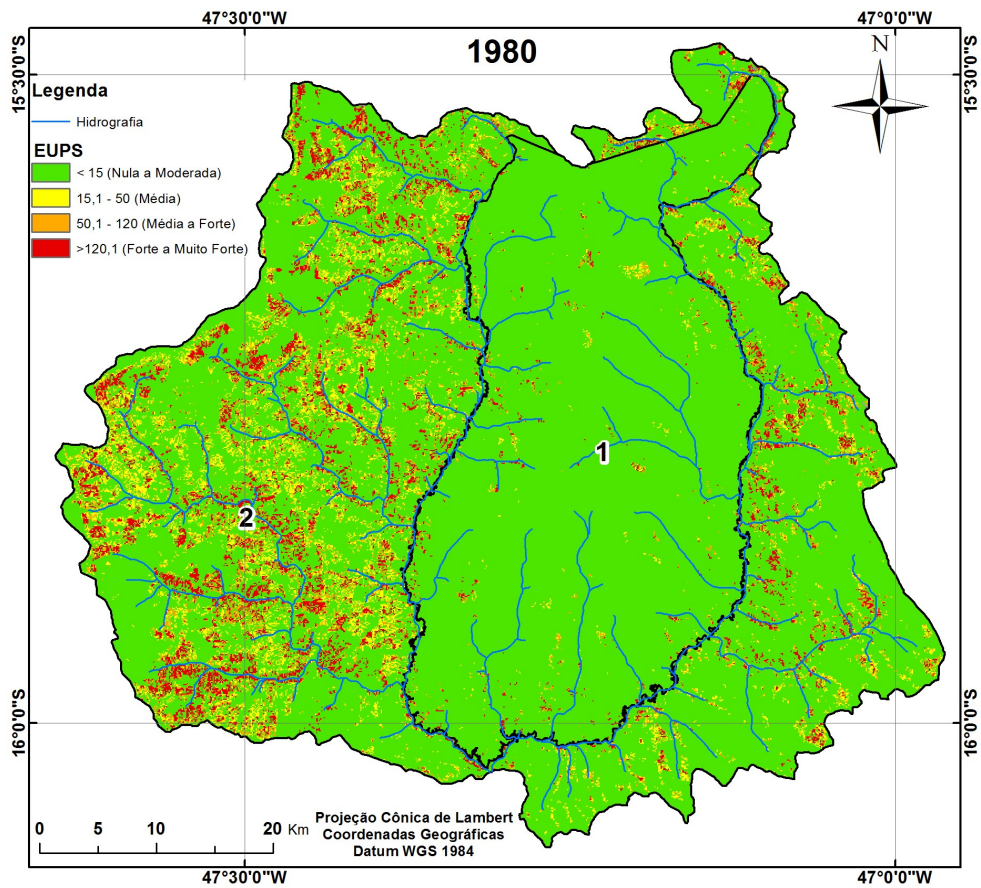 47°30'0"W
47°0'0"W
1980
N
15°30'0"S
15°30'0"S
Legenda
Hidrografia
EUPS
< 15 (Nula a Moderada)
15,1 - 50 (Média)
50,1 - 120 (Média a Forte)
>120,1 (Forte a Muito Forte)
1
2
16°0'0"S
16°0'0"S
0 5 10 20 Km
Projeção Cônica de Lambert
Coordenadas Geográficas
Datum WGS 1984
47°30'0"W
47°0'0"W